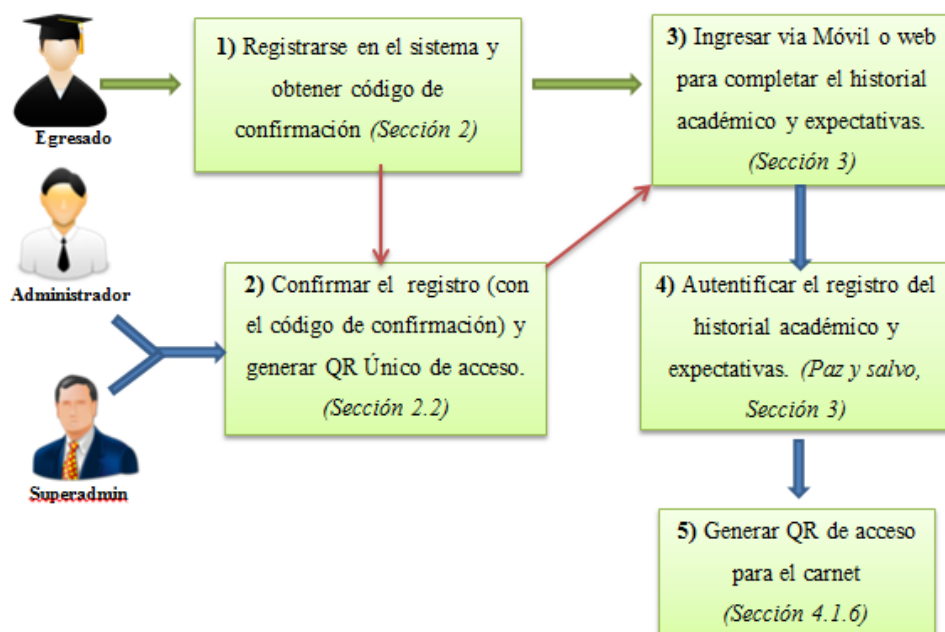 Egresado
Administrador
Superadmin
1) Registrarse en el sistema y
obtener código de
confirmación (Sección 2)
2) Confirmar el registro (con
el código de confirmación) y
generar QR Único de acceso.
(Sección 2.2)
3) Ingresar via Móvil o web
para completar el historial
académico y expectativas.
(Sección 3)
4) Autentificar el registro del
historial académico y
expectativas. (Paz y salvo,
Sección 3)
5) Generar QR de acceso
para el carnet
(Sección 4.1.6)